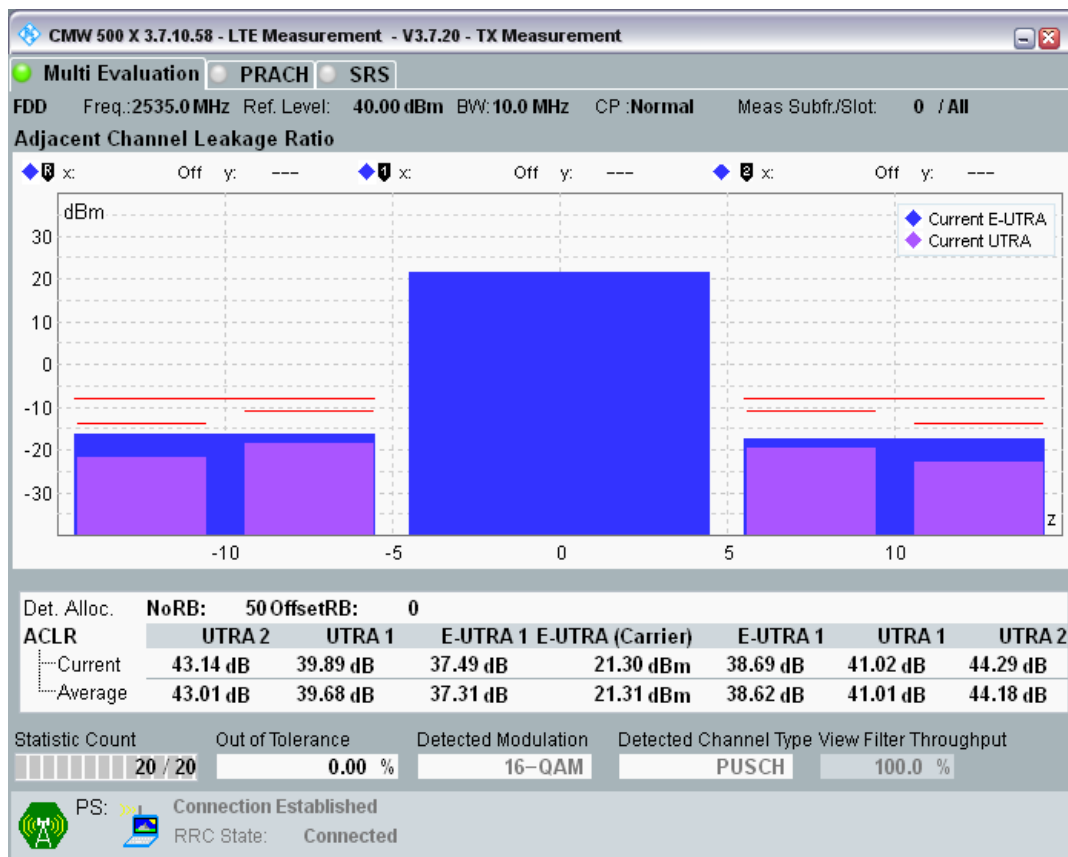 CMW 500 X 3.7.10.58 - LTE Measurement - V3.7.20 - TX Measurement
Multi Evaluation PRACH SRS
FDD Freq.:2535.0 MHz Ref. Level: 40.00 dBm BW: 10.0 MHz CP :Normal Meas Subfr./Slot: 0 / All
Adjacent Channel Leakage Ratio
R x: Off y: --- 1 x: Off y: --- 2 x: Off y: ---
dBm
Current E-UTRA
Current UTRA
30
20
10
0
-10
-20
-30
z
-10 -5 0 5 10
Det. Alloc. NoRB: 50 OffsetRB: 0
ACLR UTRA 2 UTRA 1 E-UTRA 1 E-UTRA (Carrier) E-UTRA 1 UTRA 1 UTRA 2
Current 43.14 dB 39.89 dB 37.49 dB 21.30 dBm 38.69 dB 41.02 dB 44.29 dB
Average 43.01 dB 39.68 dB 37.31 dB 21.31 dBm 38.62 dB 41.01 dB 44.18 dB
Statistic Count Out of Tolerance Detected Modulation Detected Channel Type View Filter Throughput
20 / 20 0.00 % 16-QAM PUSCH 100.0 %
PS: Connection Established
RRC State: Connected